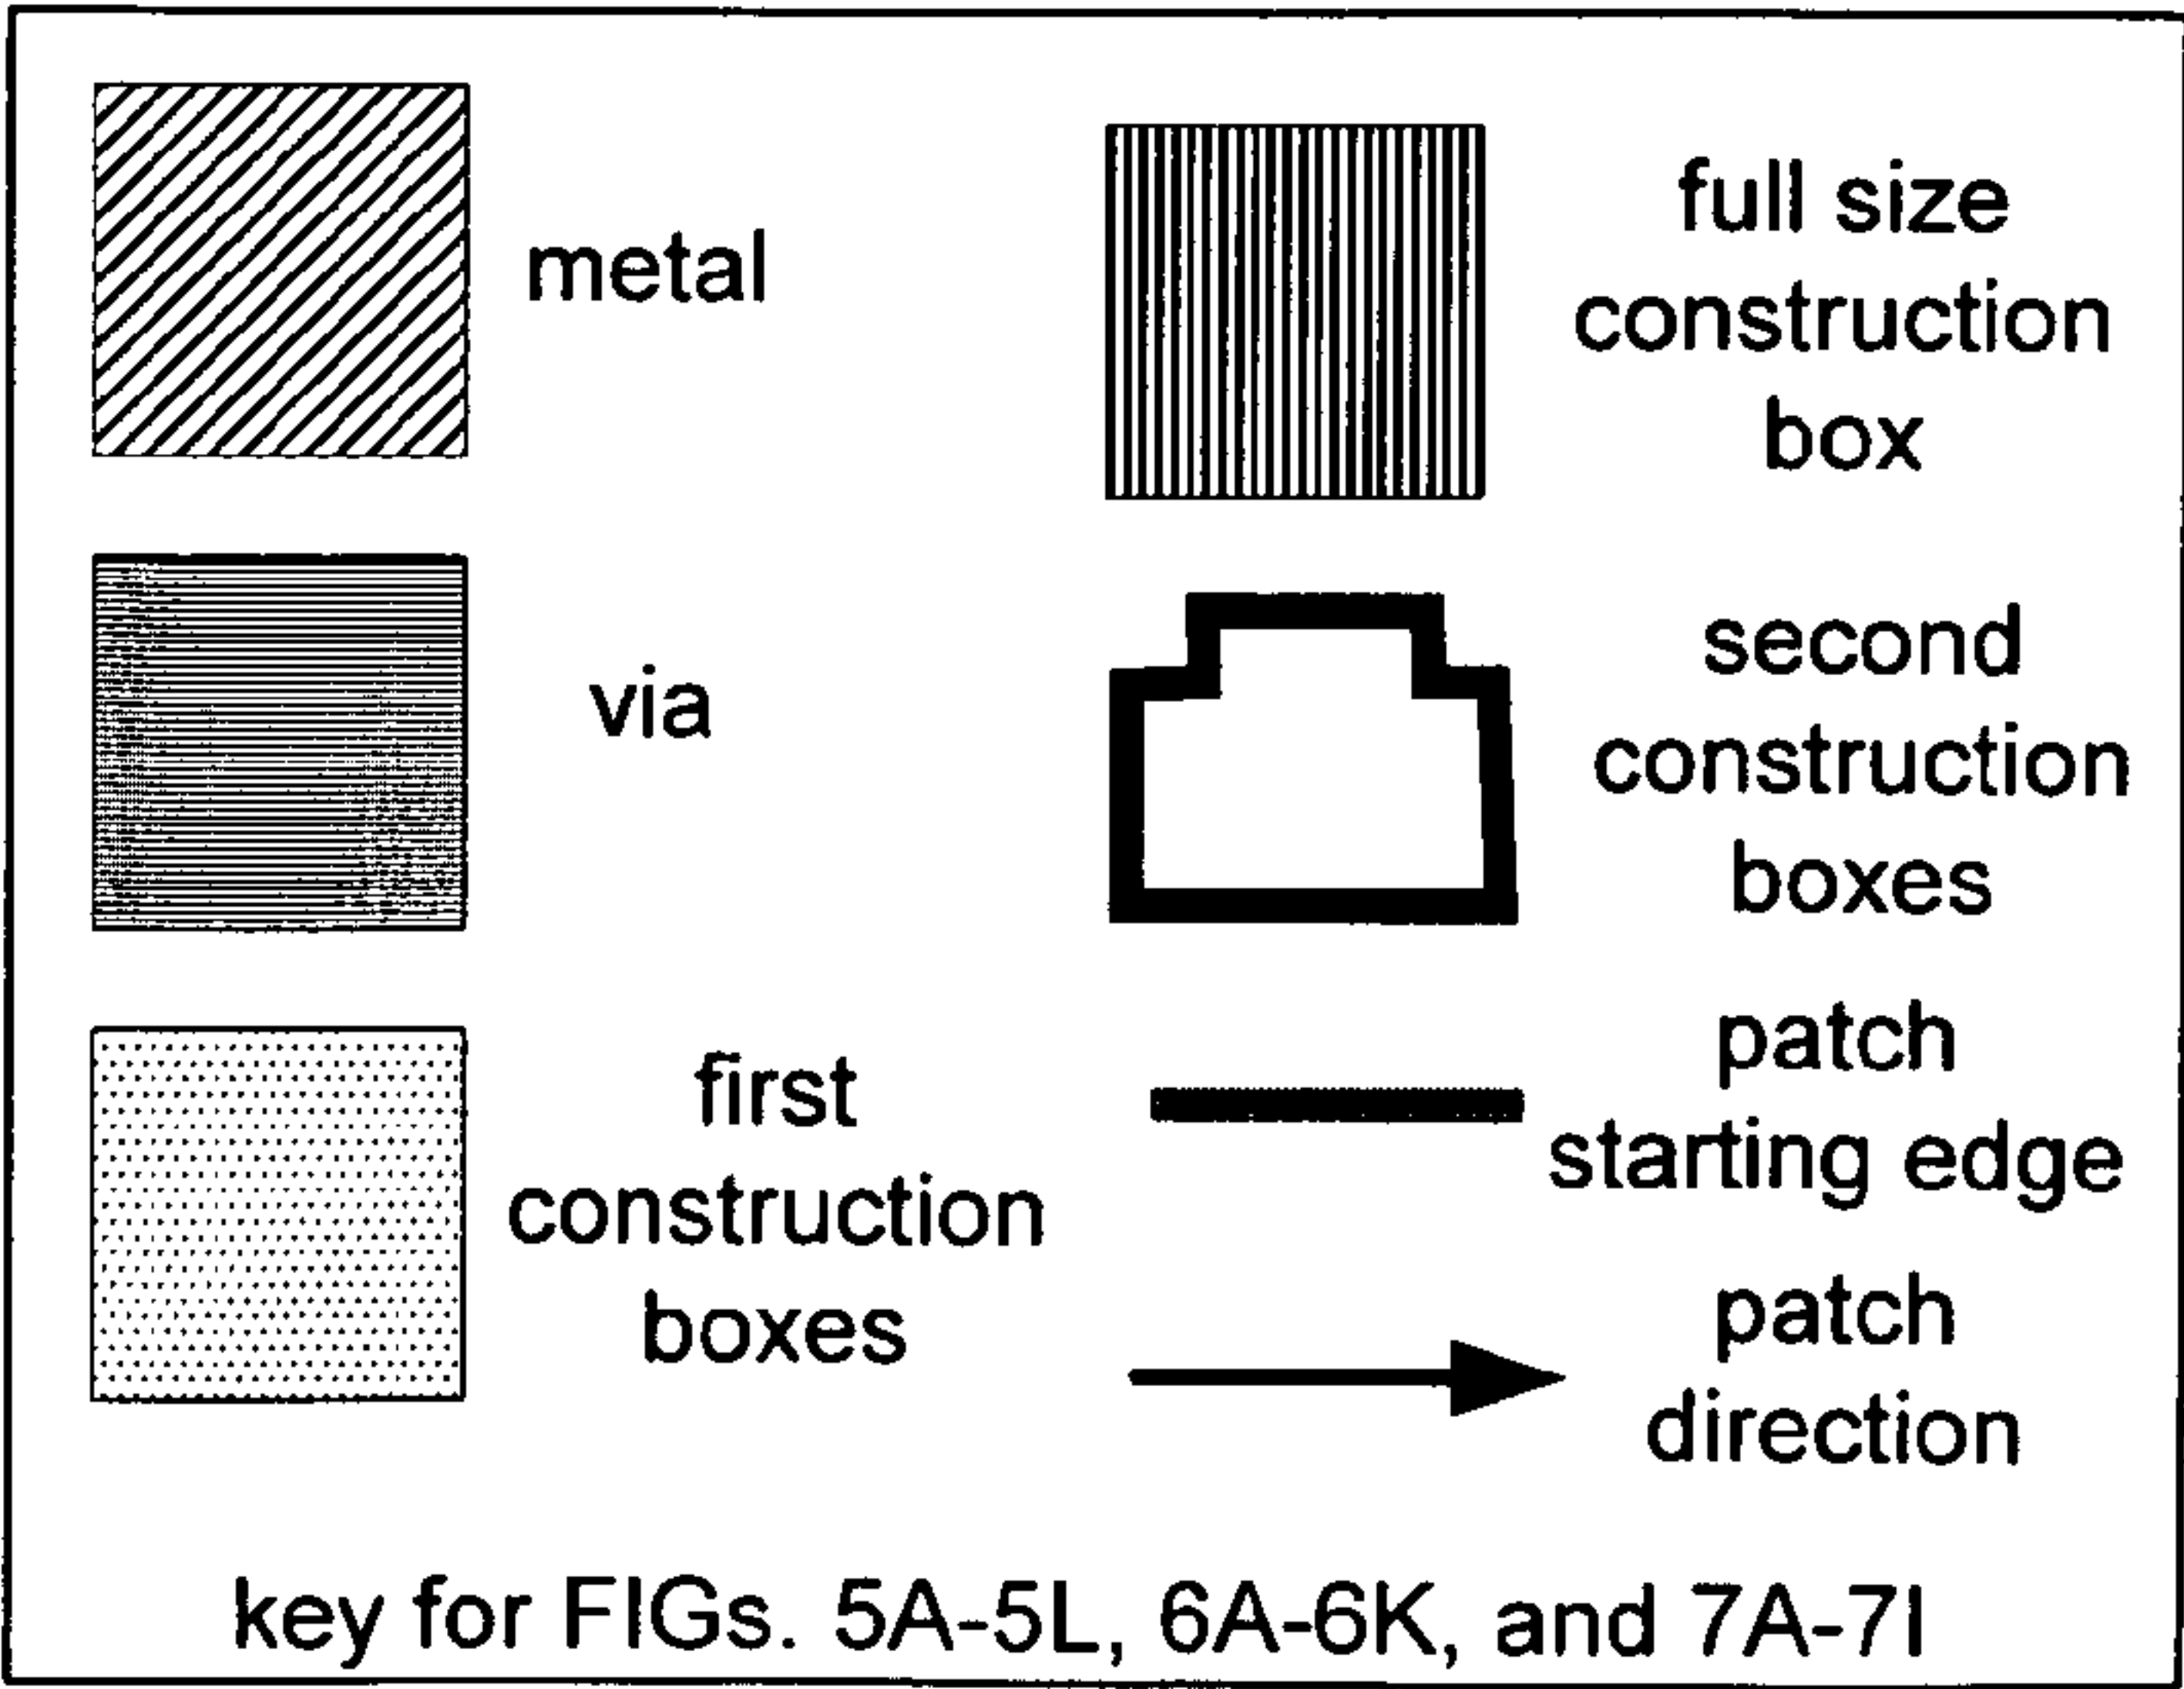 metal
via
first
construction
boxes
full size
construction
box
second
construction
boxes
patch
starting edge
patch
direction
key for FIGs. 5A-5L, 6A-6K, and 7A-7I